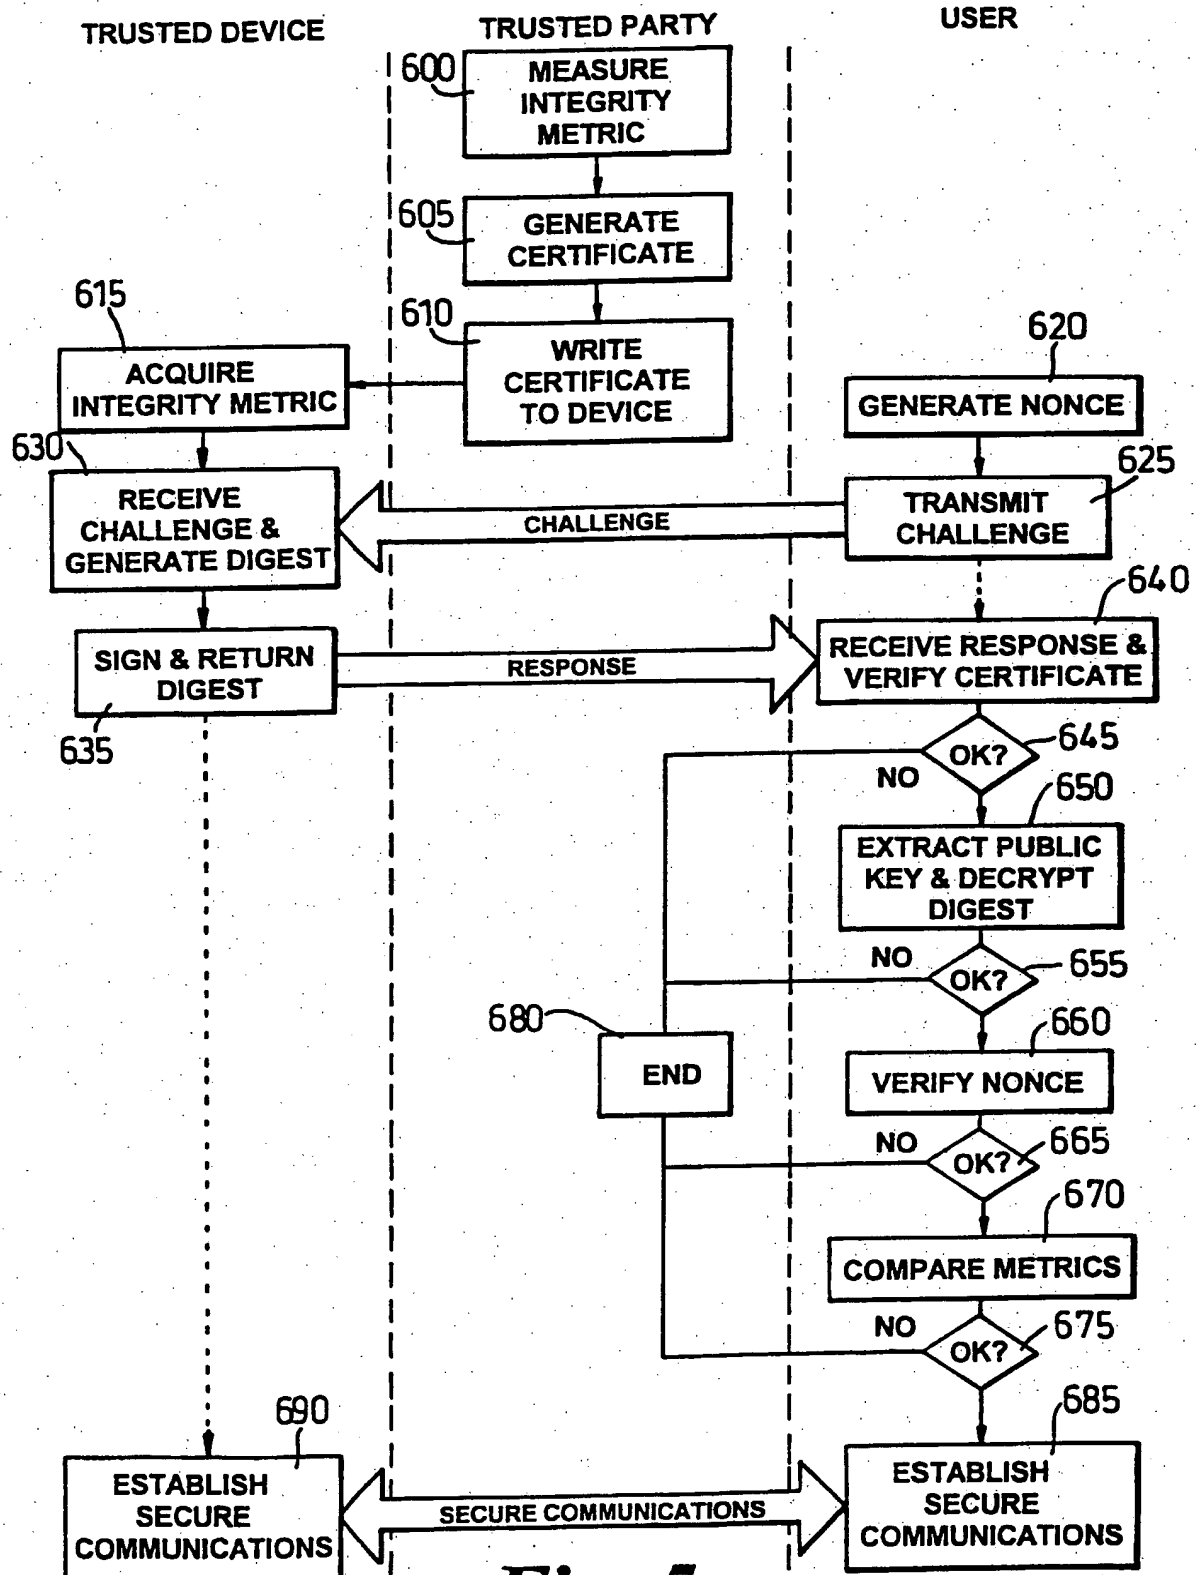 TRUSTED DEVICE
TRUSTED PARTY
USER
600
MEASURE
INTEGRITY
METRIC
605
GENERATE
CERTIFICATE
610
WRITE
CERTIFICATE
TO DEVICE
615
ACQUIRE
INTEGRITY METRIC
620
GENERATE NONCE
625
TRANSMIT
CHALLENGE
CHALLENGE
630
RECEIVE
CHALLENGE &
GENERATE DIGEST
635
SIGN & RETURN
DIGEST
RESPONSE
640
RECEIVE RESPONSE &
VERIFY CERTIFICATE
OK?
645
NO
650
EXTRACT PUBLIC
KEY & DECRYPT
DIGEST
NO
OK?
655
660
VERIFY NONCE
NO
OK?
665
670
COMPARE METRICS
NO
OK?
675
680
END
685
ESTABLISH
SECURE
COMMUNICATIONS
SECURE COMMUNICATIONS
690
ESTABLISH
SECURE
COMMUNICATIONS